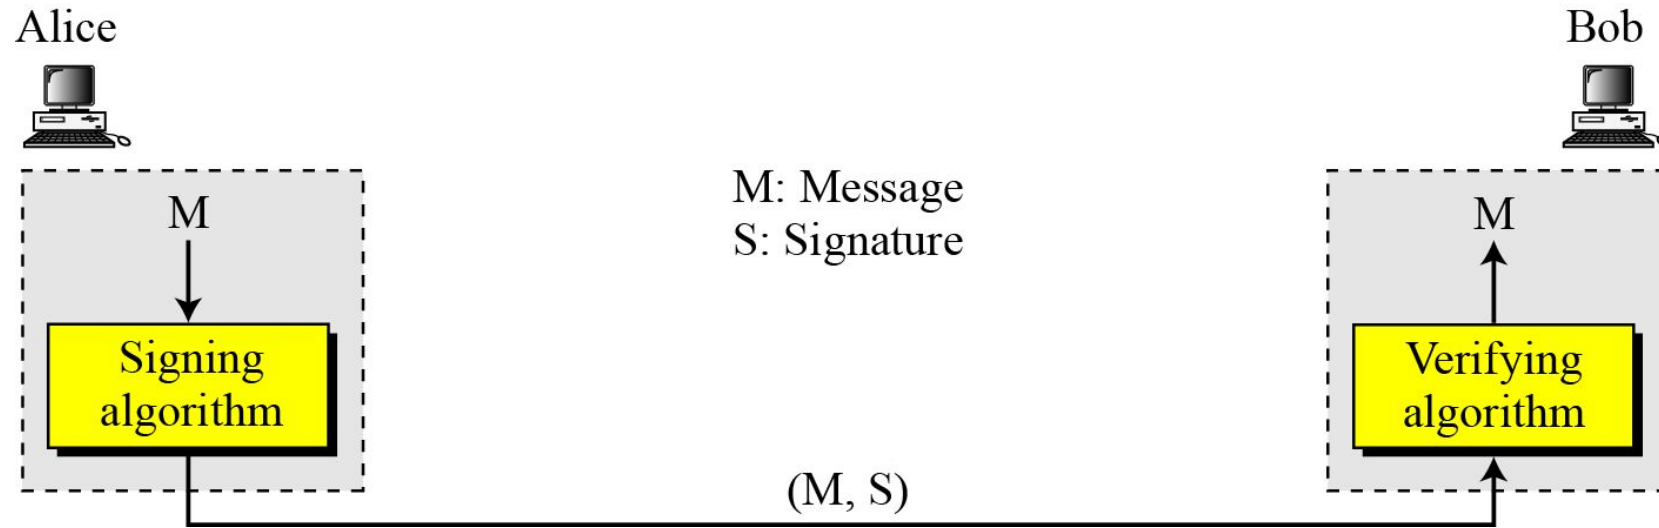 Alice
Bob
M: Message
S: Signature
M
M
Signing
algorithm
Verifying
algorithm
(M, S)